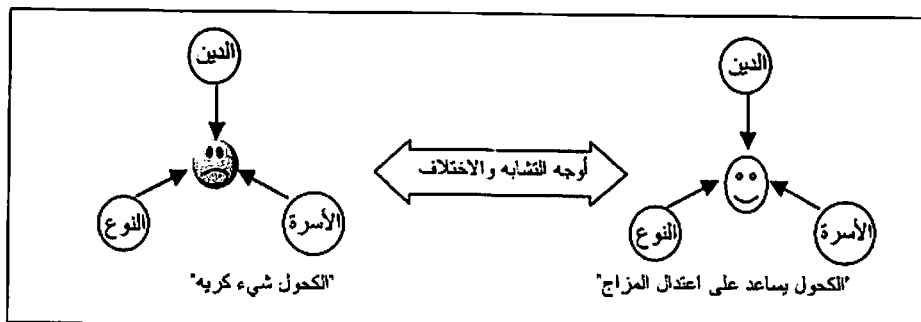 الدين
الدين
أوجه التشابه والاختلاف
الأسرة
النوع
الأسرة
النوع
"الكحول يساعد على اعتدال المزاج"
"الكحول شيء كريه"